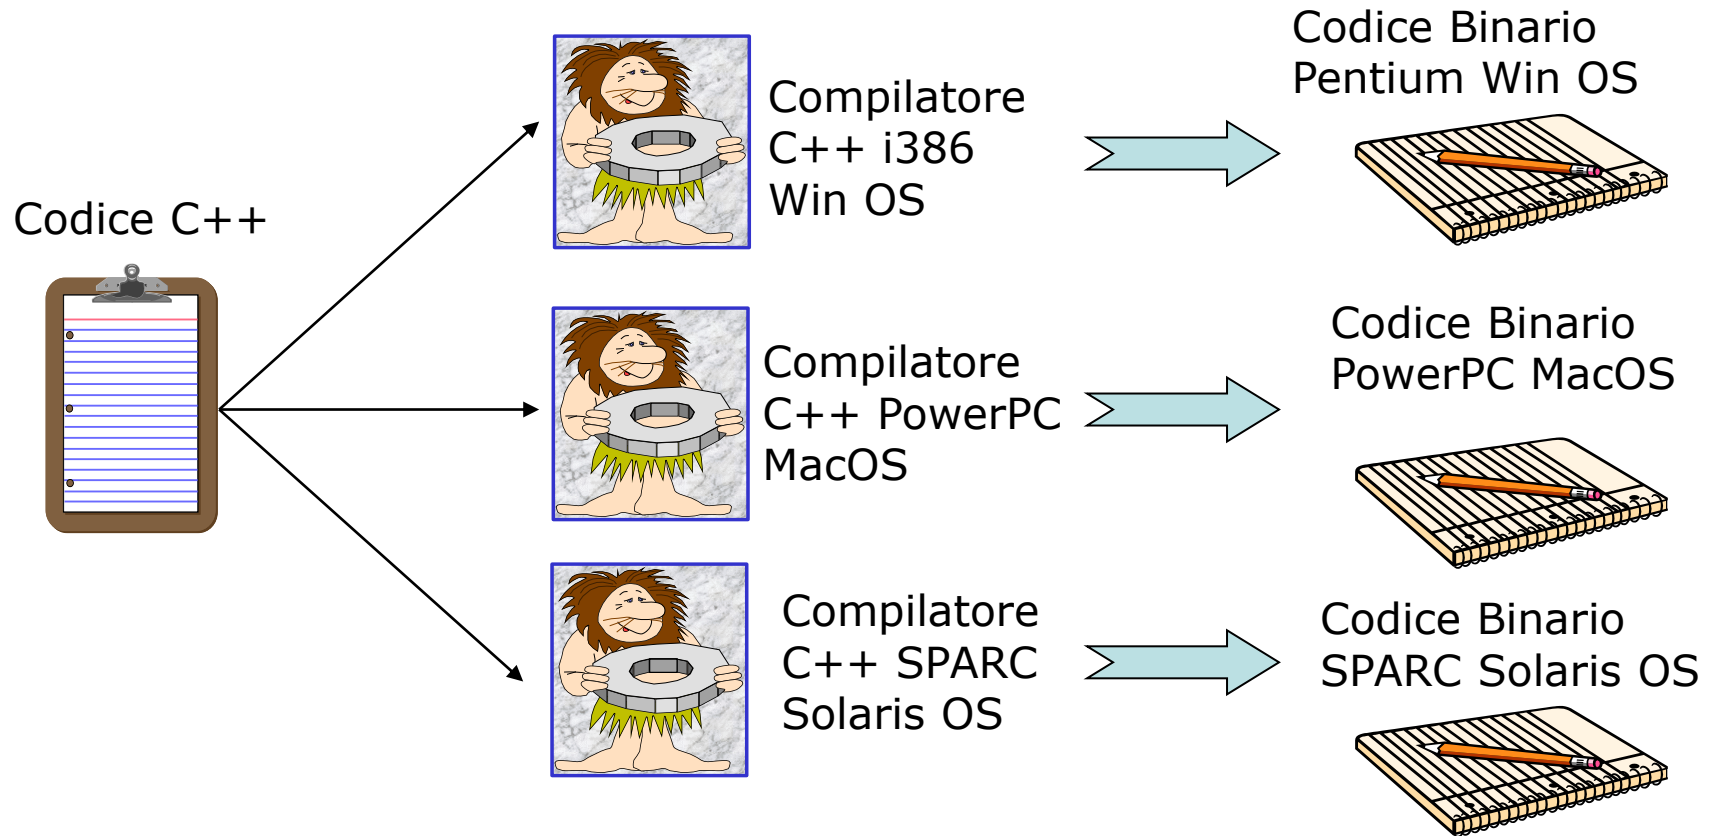 Codice C++
Compilatore
C++ i386
Win OS
Codice Binario
Pentium Win OS
Compilatore
C++ PowerPC
MacOS
Codice Binario
PowerPC MacOS
Compilatore
C++ SPARC
Solaris OS
Codice Binario
SPARC Solaris OS